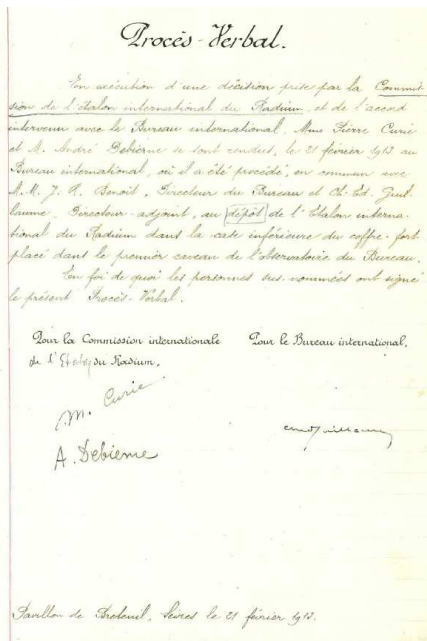 Procès-Verbal.
En exécution d'une décision prise par la Commis-
sion de l'étalon international du Radium, et de l'accord
intervenu avec le Bureau international, Mme Pierre Curie
et M. André Debierne se sont rendus, le 21 février 1913 au
Bureau international, où il a été procédé, en commun avec
M.M. J. R. Benoît, Directeur du Bureau et Ch. Ed. Guil-
laume, Directeur-adjoint, au dépôt de l'Etalon interna-
tional du Radium dans la case inférieure du coffre-fort
placé dans le premier caveau de l'observatoire du Bureau.
En foi de quoi les personnes sus-nommées ont signé
le présent Procès-Verbal.
Pour la Commission internationale Pour le Bureau international,
de l'Etalon du Radium,
M. Curie
A. Debierne
Pavillon de Breteuil, Sèvres le 21 février 1913.